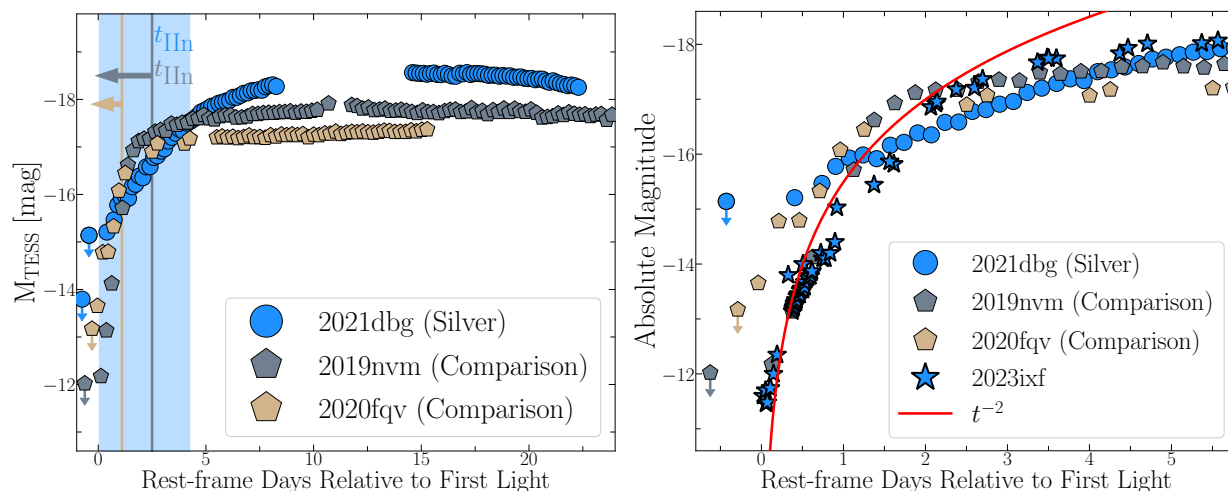 -18
-16
-14
-12
M_TESS [mag]
t_IIn
t_IIn
2021dbg (Silver)
2019nvm (Comparison)
2020fqv (Comparison)
0 5 10 15 20
Rest-frame Days Relative to First Light
-18
-16
-14
-12
Absolute Magnitude
2021dbg (Silver)
2019nvm (Comparison)
2020fqv (Comparison)
2023ixf
t^{-2}
0 1 2 3 4 5
Rest-frame Days Relative to First Light